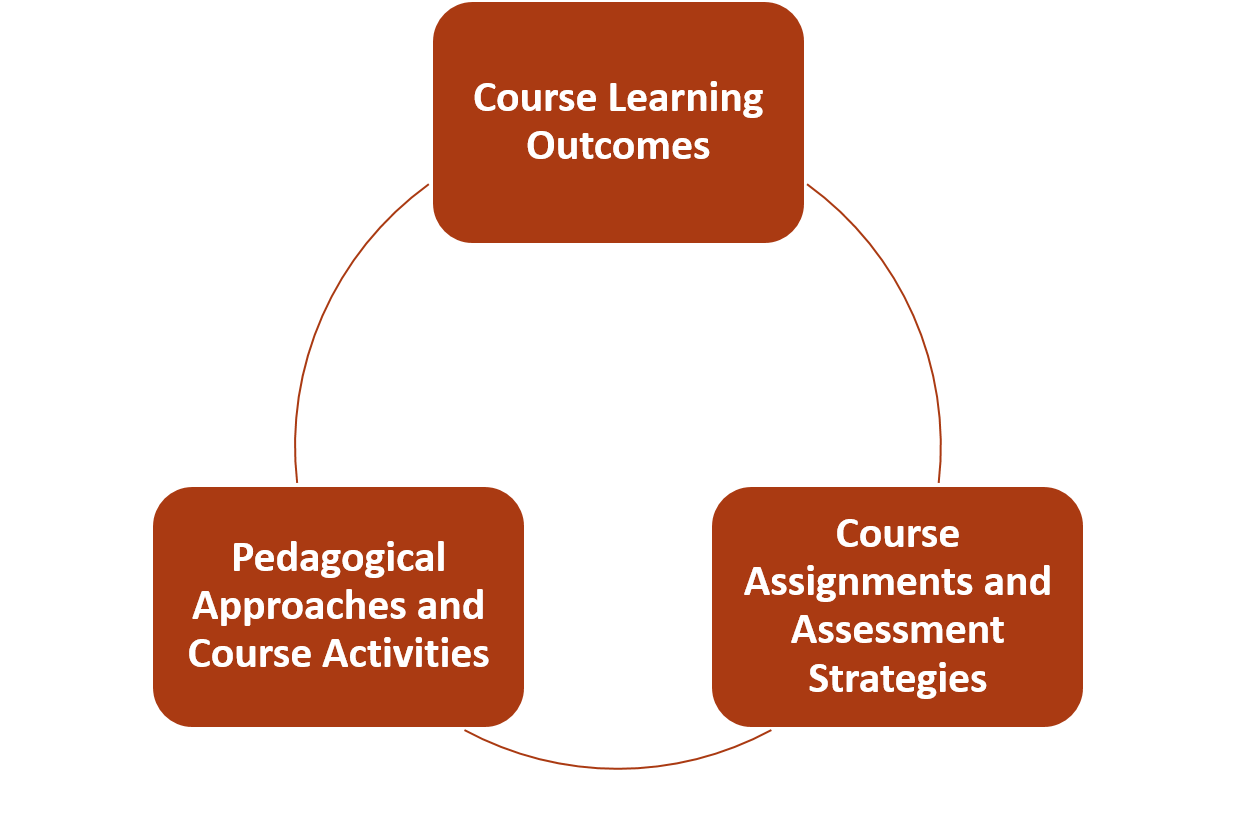 Course Learning
Outcomes
Pedagogical
Approaches and
Course Activities
Course
Assignments and
Assessment
Strategies